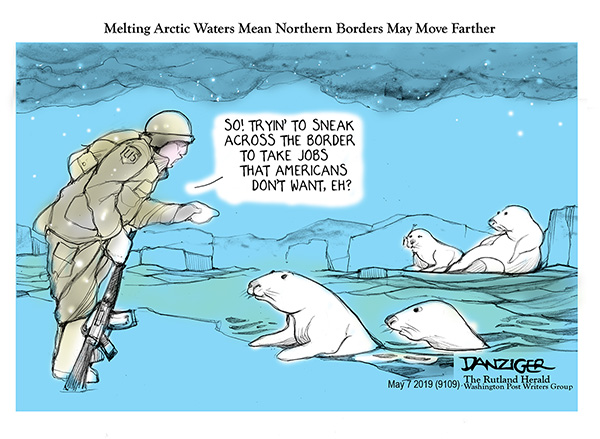 Melting Arctic Waters Mean Northern Borders May Move Farther
SO! TRYIN' TO SNEAK
ACROSS THE BORDER
TO TAKE JOBS
THAT AMERICANS
DON'T WANT, EH?
US
DANZIGER
The Rutland Herald
May 7 2019 (9109) Washington Post Writers Group